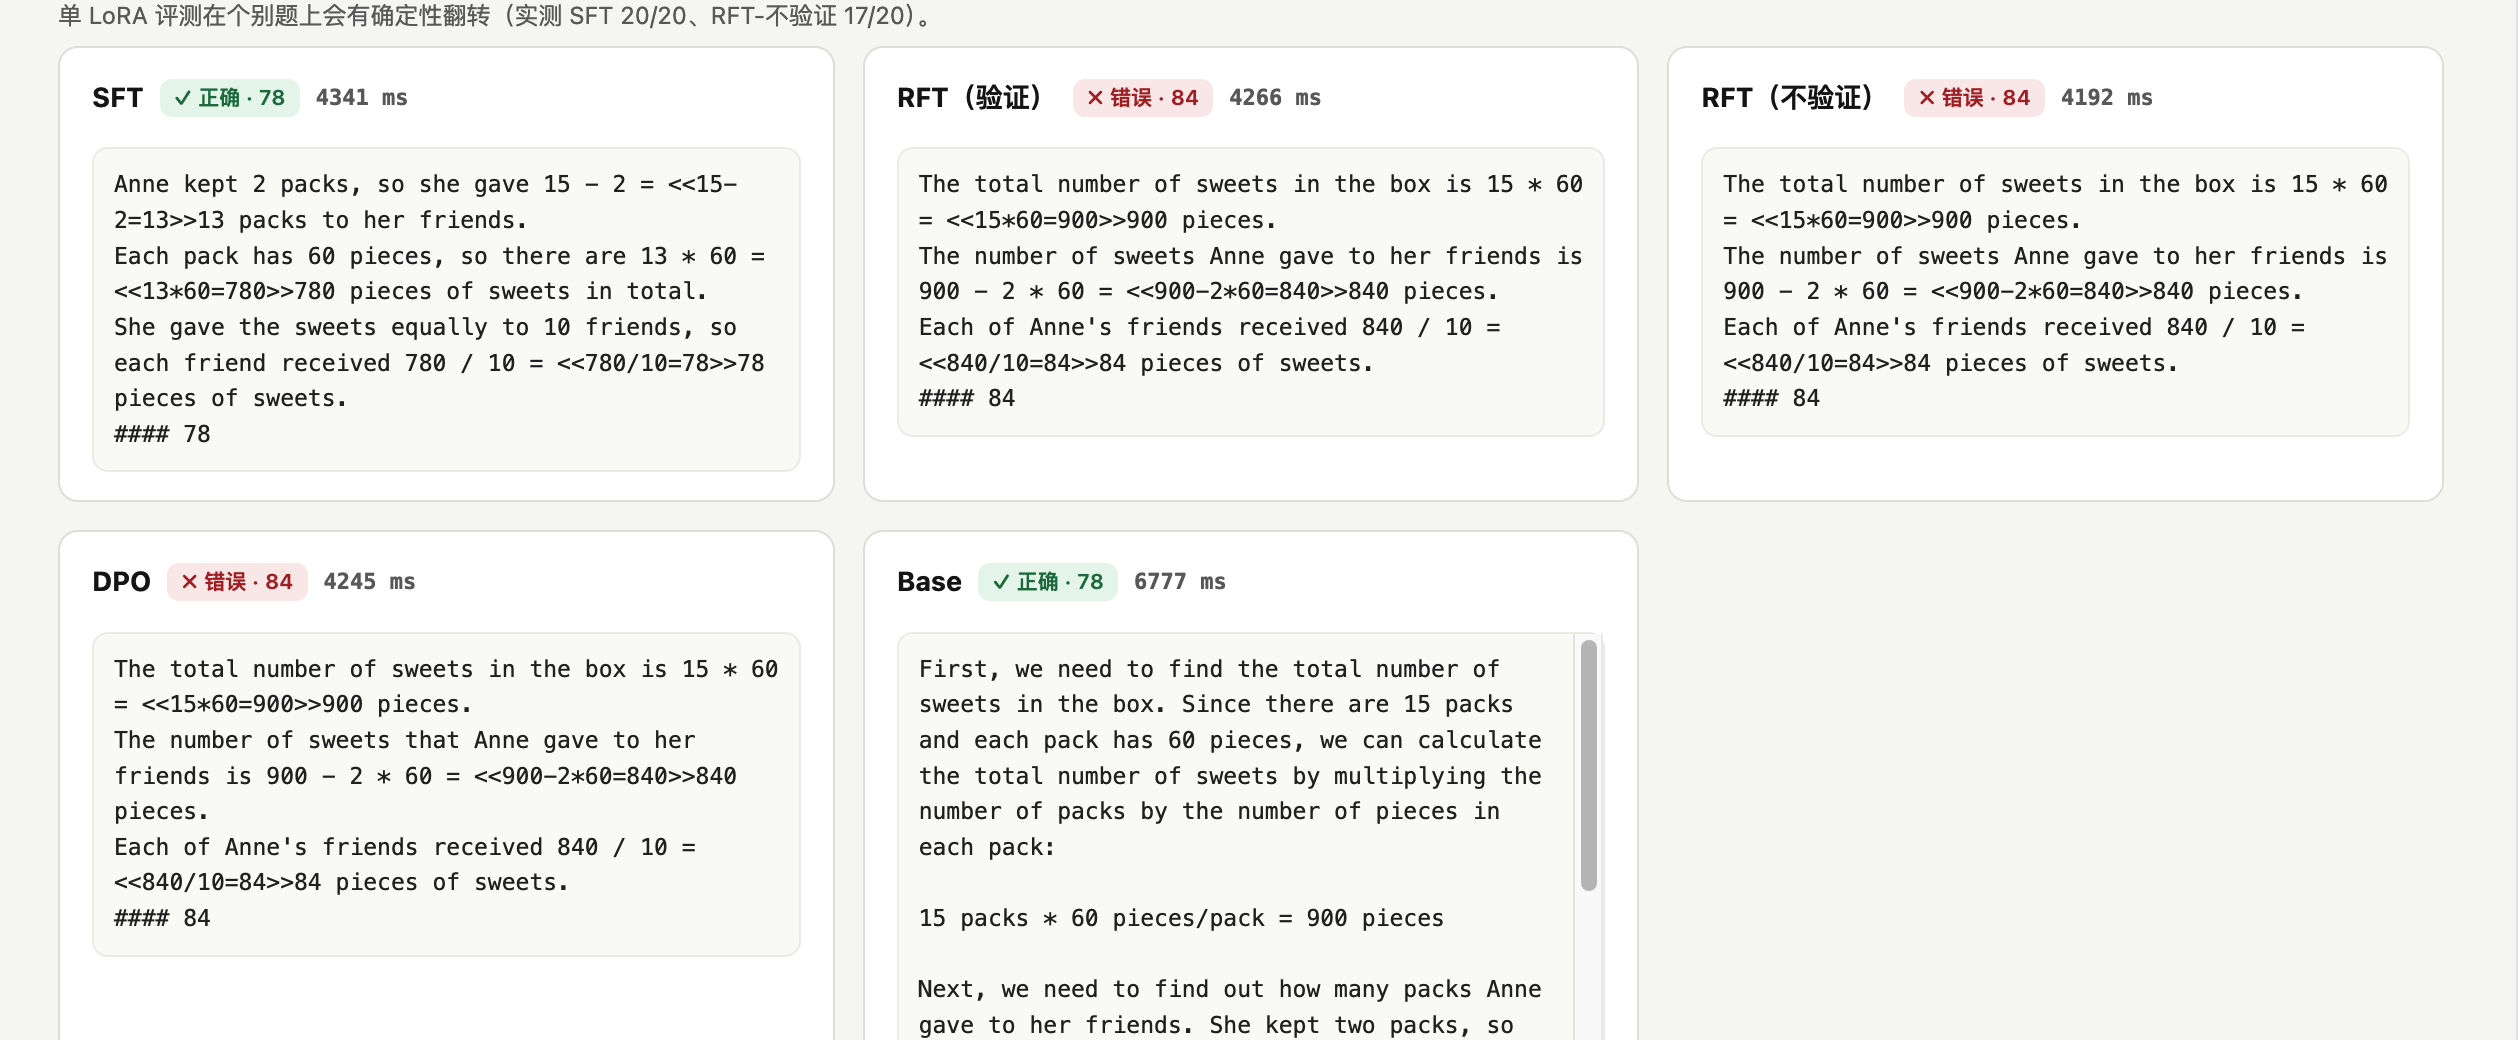 单 LoRA 评测在个别题上会有确定性翻转（实测 SFT 20/20、RFT-不验证 17/20）。
SFT ✓ 正确 · 78 4341 ms
Anne kept 2 packs, so she gave 15 − 2 = <<15−
2=13>>13 packs to her friends.
Each pack has 60 pieces, so there are 13 * 60 =
<<13*60=780>>780 pieces of sweets in total.
She gave the sweets equally to 10 friends, so
each friend received 780 / 10 = <<780/10=78>>78
pieces of sweets.
#### 78
RFT（验证） ✕ 错误 · 84 4266 ms
The total number of sweets in the box is 15 * 60
= <<15*60=900>>900 pieces.
The number of sweets Anne gave to her friends is
900 − 2 * 60 = <<900−2*60=840>>840 pieces.
Each of Anne's friends received 840 / 10 =
<<840/10=84>>84 pieces of sweets.
#### 84
RFT（不验证） ✕ 错误 · 84 4192 ms
The total number of sweets in the box is 15 * 60
= <<15*60=900>>900 pieces.
The number of sweets Anne gave to her friends is
900 − 2 * 60 = <<900−2*60=840>>840 pieces.
Each of Anne's friends received 840 / 10 =
<<840/10=84>>84 pieces of sweets.
#### 84
DPO ✕ 错误 · 84 4245 ms
The total number of sweets in the box is 15 * 60
= <<15*60=900>>900 pieces.
The number of sweets that Anne gave to her
friends is 900 − 2 * 60 = <<900−2*60=840>>840
pieces.
Each of Anne's friends received 840 / 10 =
<<840/10=84>>84 pieces of sweets.
#### 84
Base ✓ 正确 · 78 6777 ms
First, we need to find the total number of
sweets in the box. Since there are 15 packs
and each pack has 60 pieces, we can calculate
the total number of sweets by multiplying the
number of packs by the number of pieces in
each pack:
15 packs * 60 pieces/pack = 900 pieces
Next, we need to find out how many packs Anne
gave to her friends. She kept two packs, so